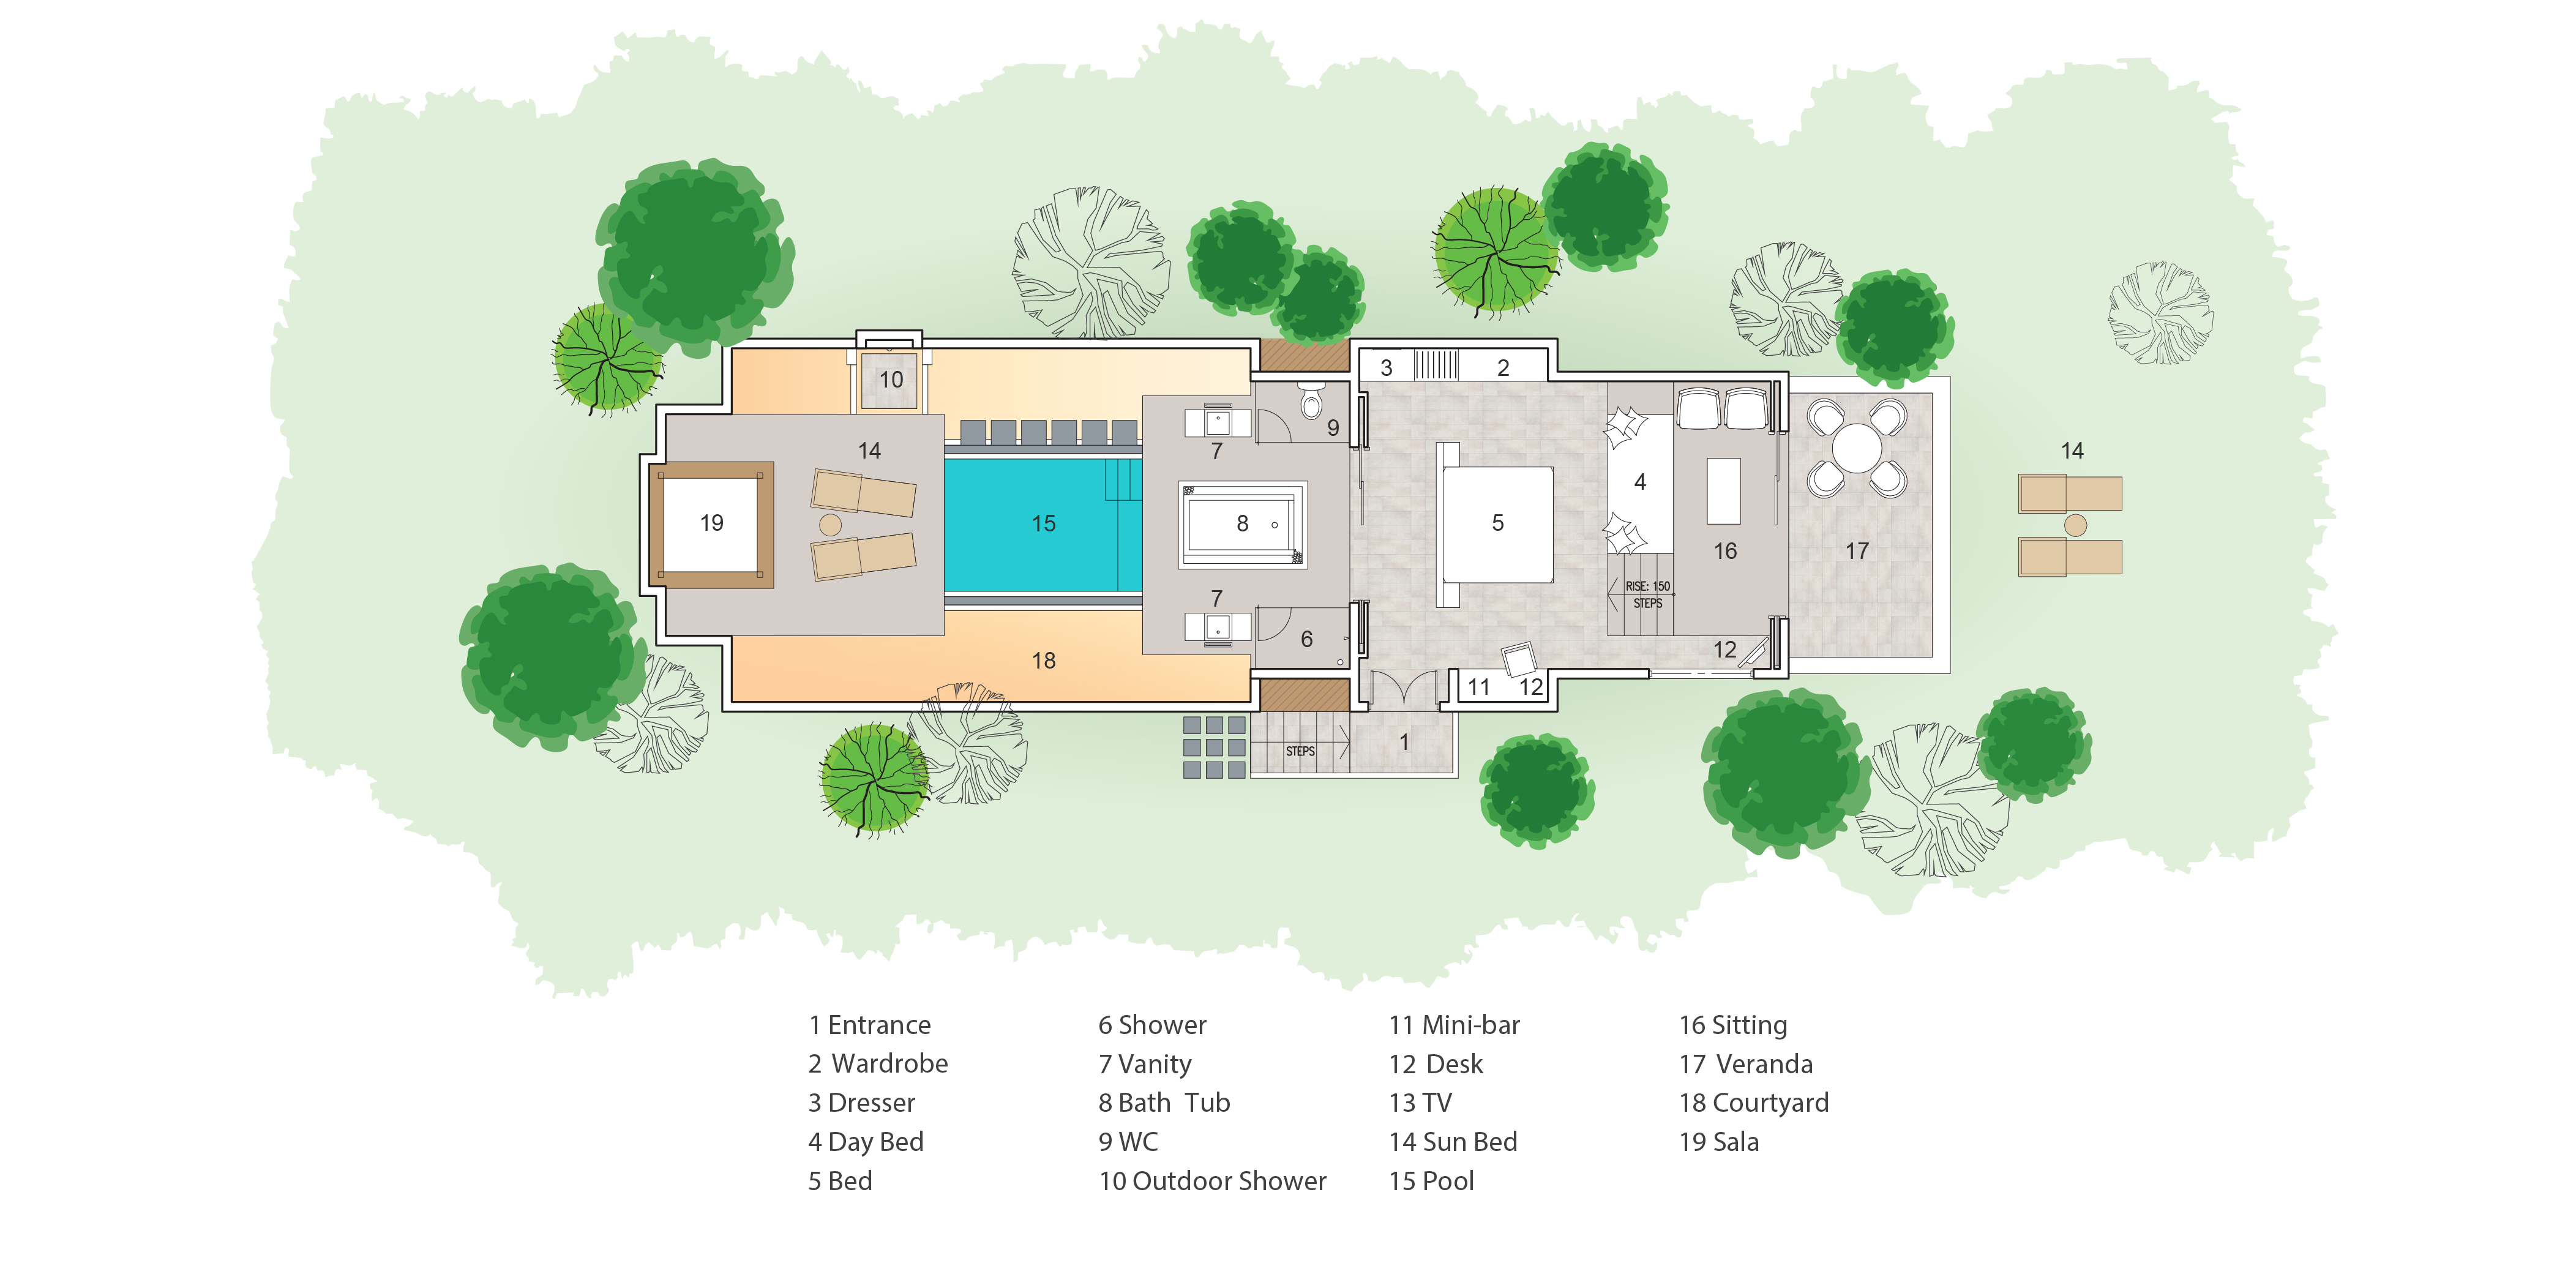 3
2
10
9
14
7
14
4
19
15
8
5
16
17
RISE: 150
STEPS
7
6
12
18
11
12
1
STEPS
1 Entrance
2 Wardrobe
3 Dresser
4 Day Bed
5 Bed
6 Shower
7 Vanity
8 Bath Tub
9 WC
10 Outdoor Shower
11 Mini-bar
12 Desk
13 TV
14 Sun Bed
15 Pool
16 Sitting
17 Veranda
18 Courtyard
19 Sala